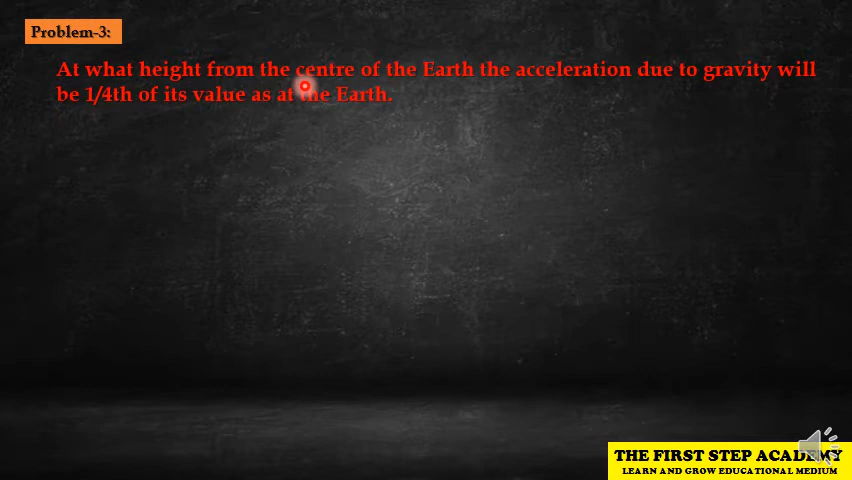 Problem-3:
At what height from the centre of the Earth the acceleration due to gravity will
be 1/4th of its value as at the Earth.
THE FIRST STEP ACADEMY
LEARN AND GROW EDUCATIONAL MEDIUM